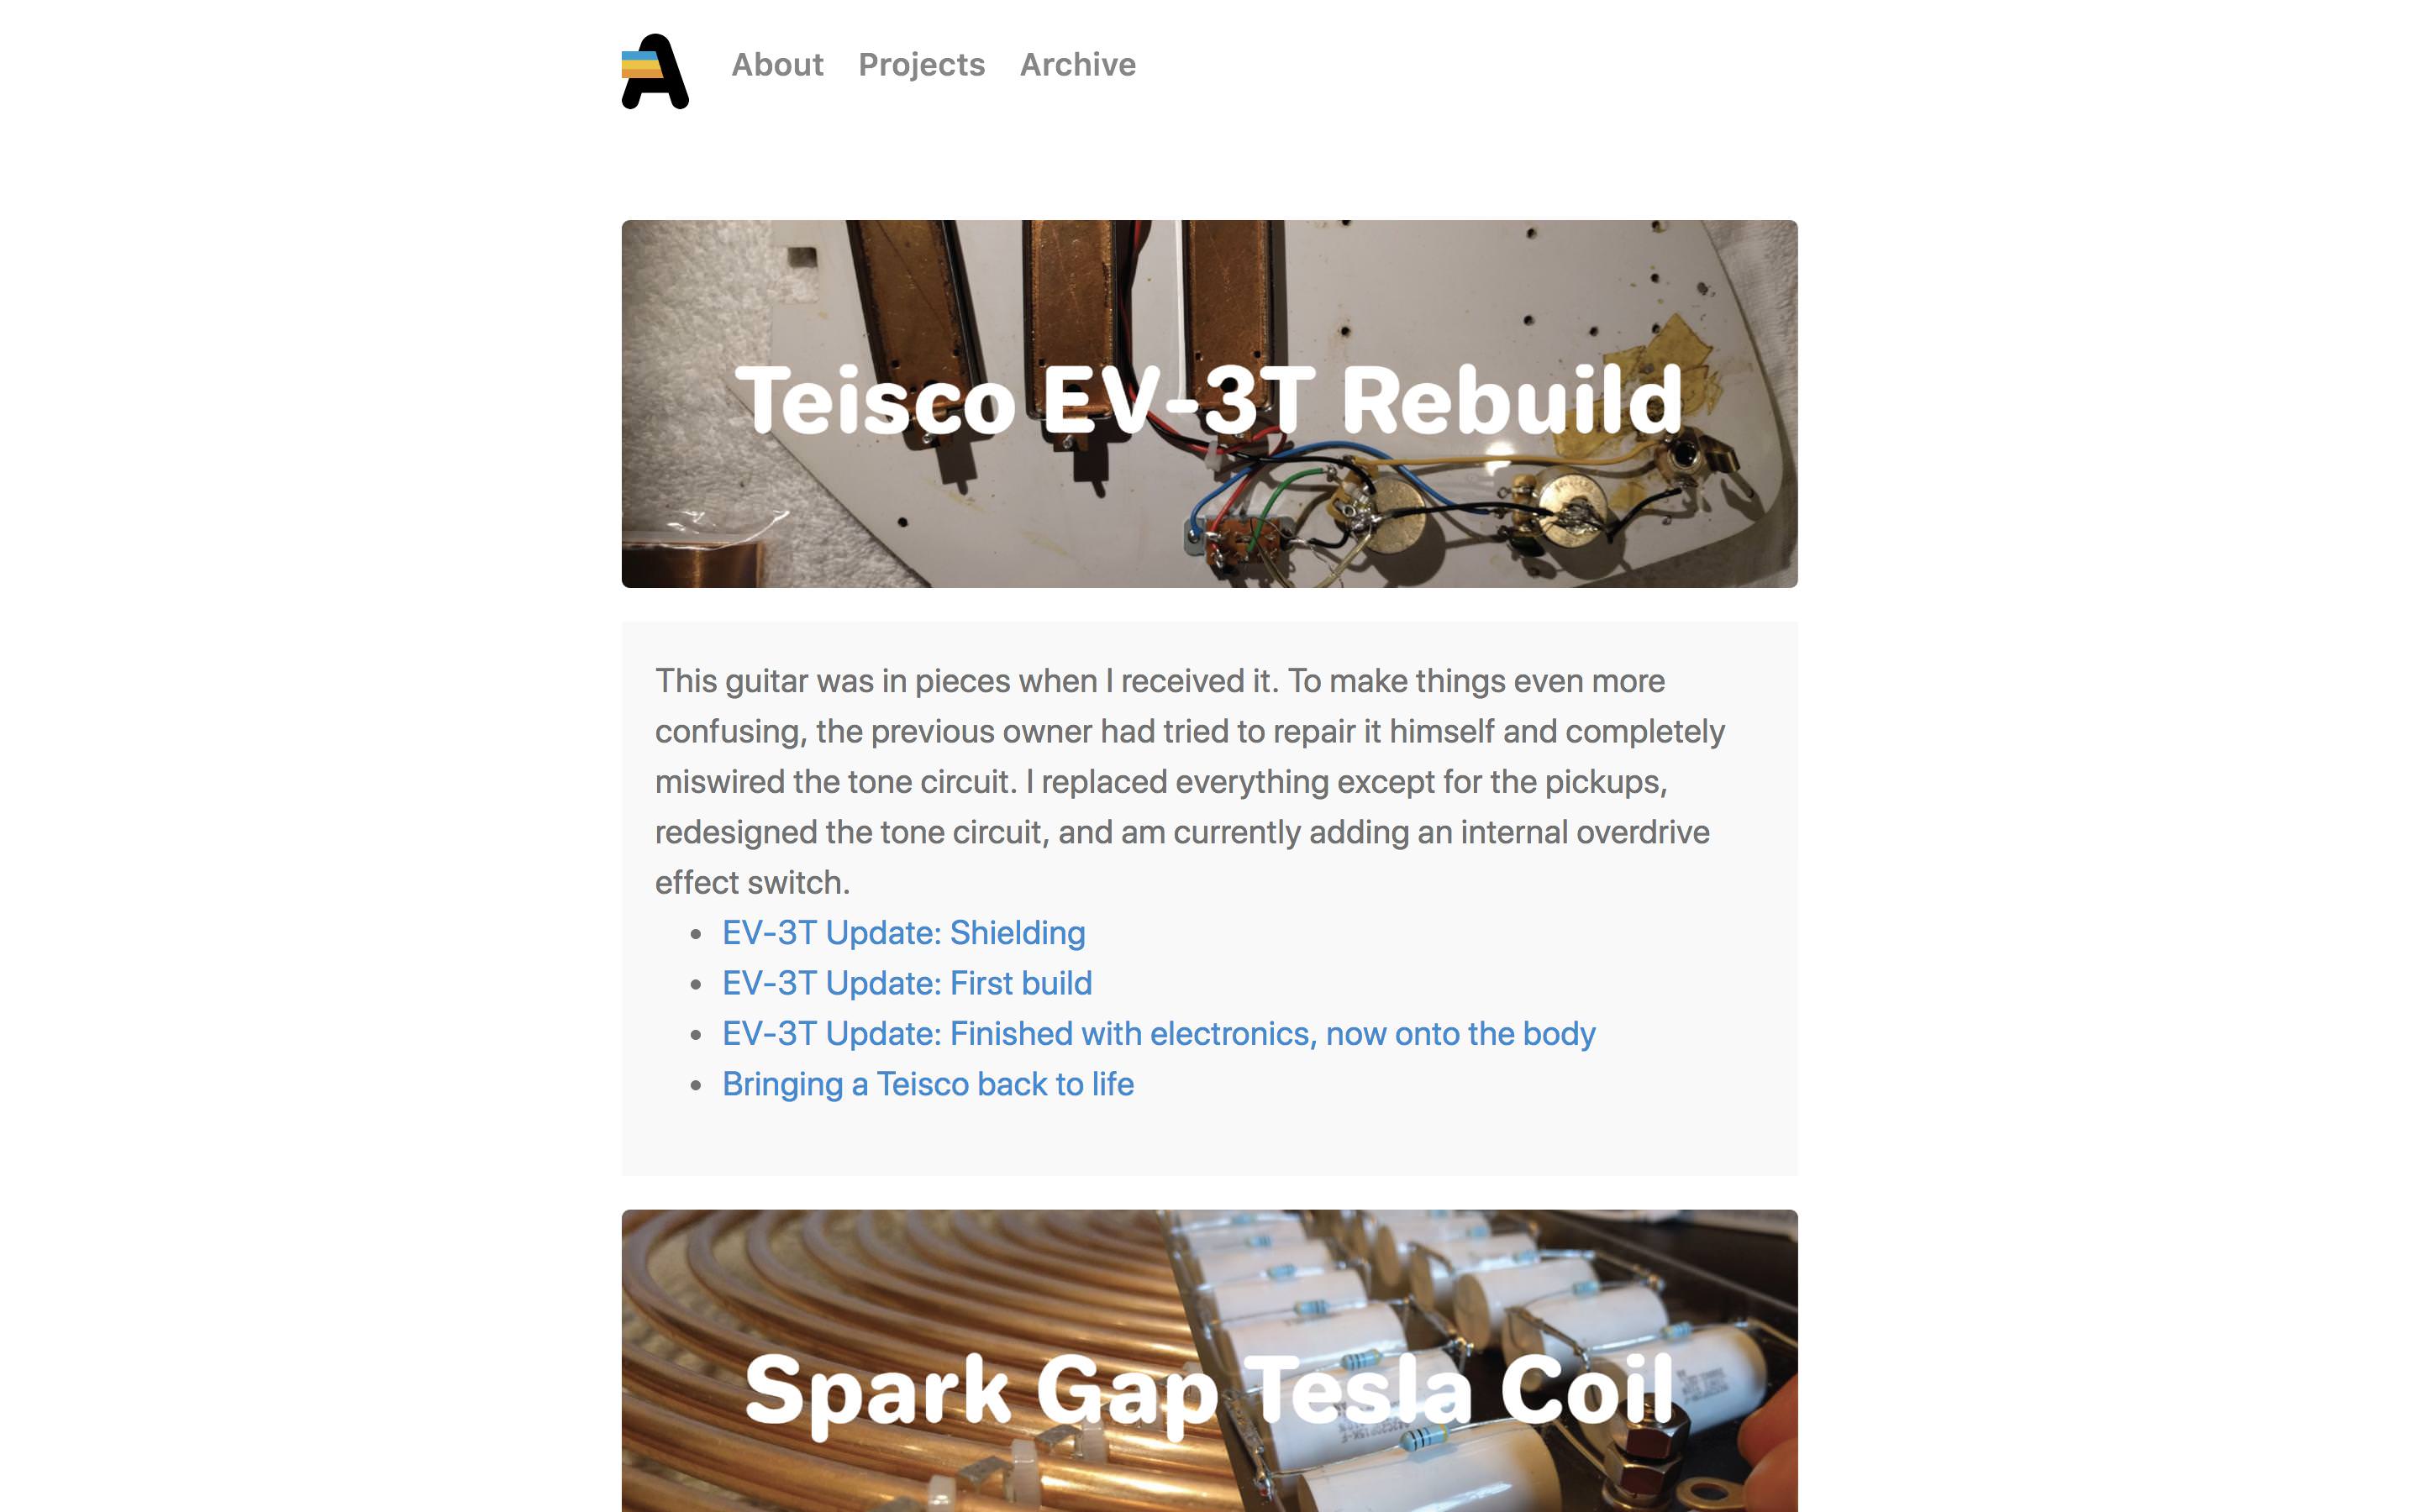 A
About Projects Archive
Teisco EV-3T Rebuild
This guitar was in pieces when I received it. To make things even more
confusing, the previous owner had tried to repair it himself and completely
miswired the tone circuit. I replaced everything except for the pickups,
redesigned the tone circuit, and am currently adding an internal overdrive
effect switch.
EV-3T Update: Shielding
EV-3T Update: First build
EV-3T Update: Finished with electronics, now onto the body
Bringing a Teisco back to life
Spark Gap Tesla Coil